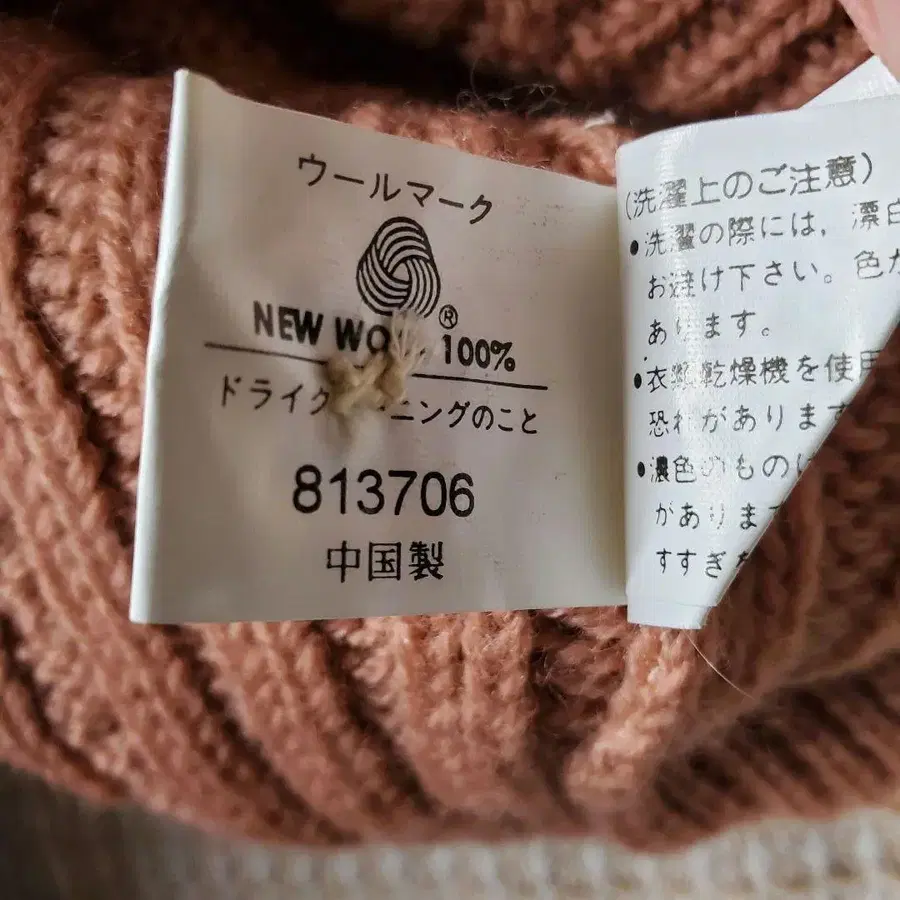 ウールマーク
®
NEW 100%
ドライク ニングのこと
813706
中国製
(洗濯上のご注意)
●洗濯の際には, 漂白
お避け下さい。色が
あります。
●衣類乾燥機を使用
恐れがあります
●濃色のものは
がありま
すすぎ